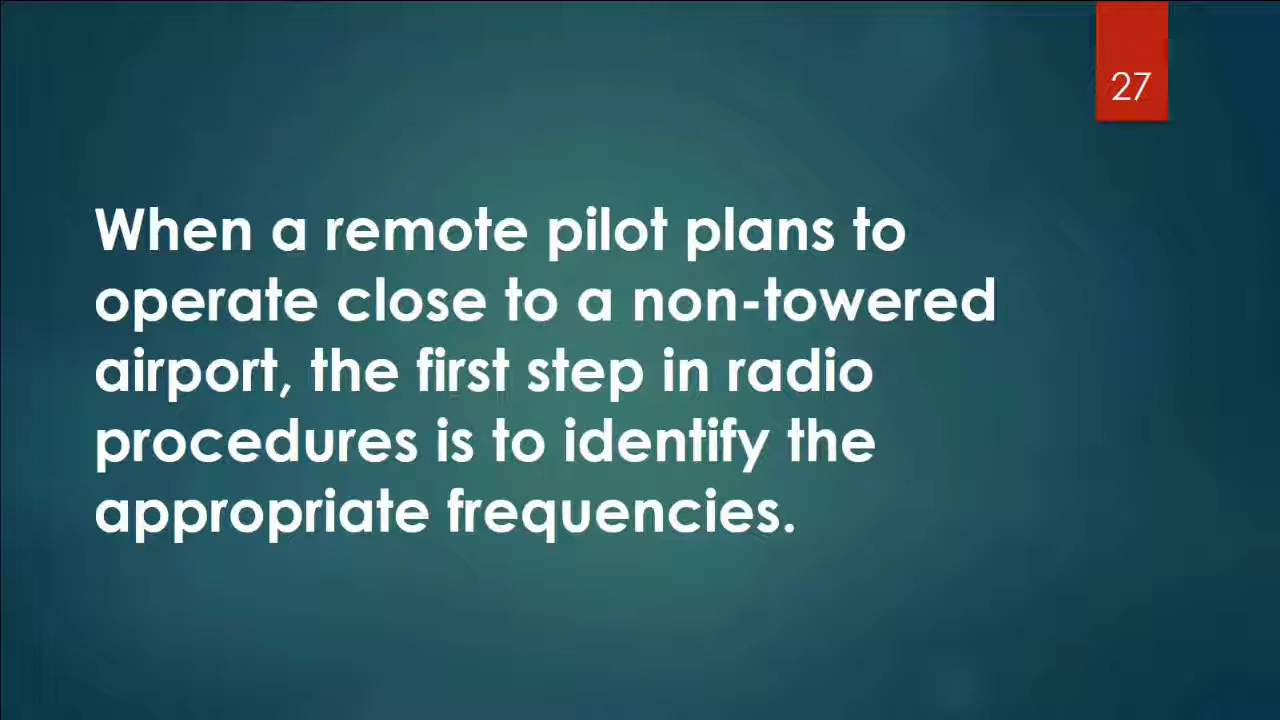 27
When a remote pilot plans to
operate close to a non-towered
airport, the first step in radio
procedures is to identify the
appropriate frequencies.